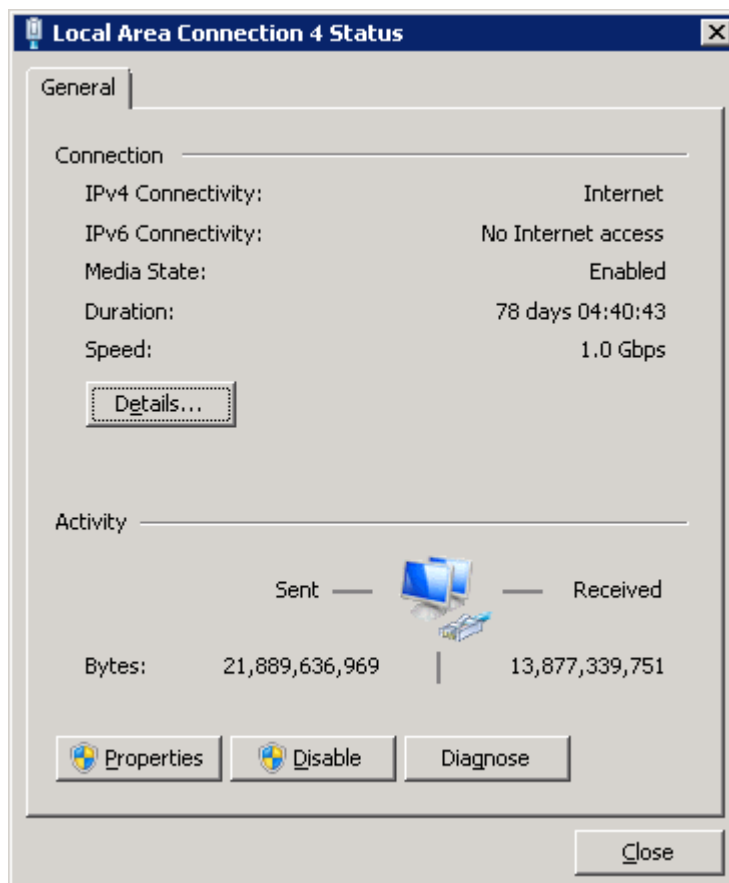 Local Area Connection 4 Status
General
Connection
IPv4 Connectivity: Internet
IPv6 Connectivity: No Internet access
Media State: Enabled
Duration: 78 days 04:40:43
Speed: 1.0 Gbps
Details...
Activity
Sent Received
Bytes: 21,889,636,969 13,877,339,751
Properties Disable Diagnose
Close